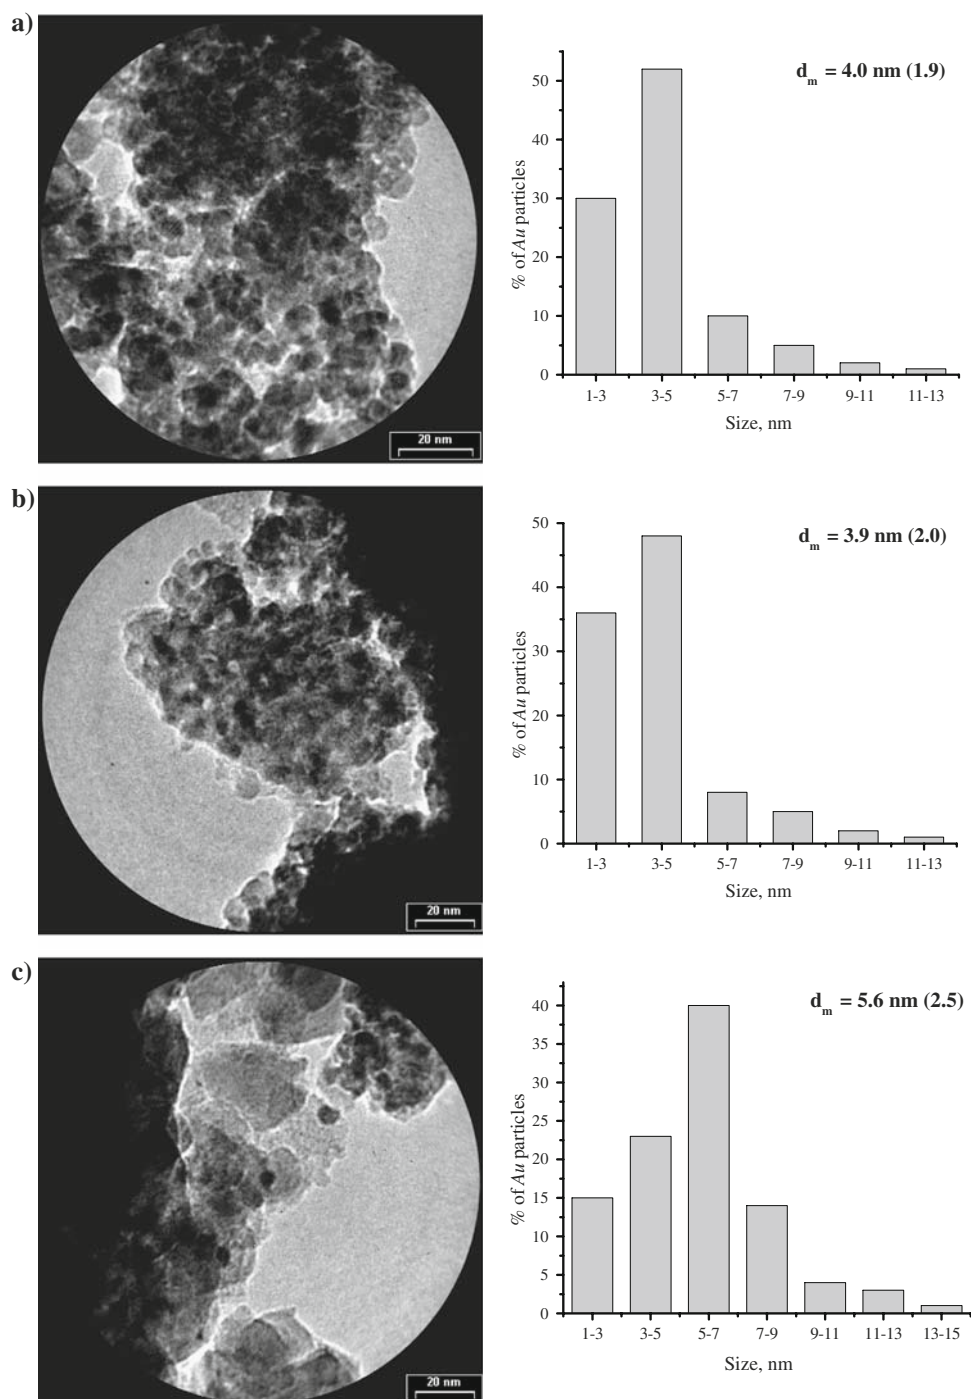 a)
20 nm
d_m = 4.0 nm (1.9)
% of Au particles
50
40
30
20
10
0
1-3 3-5 5-7 7-9 9-11 11-13
Size, nm
b)
20 nm
d_m = 3.9 nm (2.0)
% of Au particles
50
40
30
20
10
0
1-3 3-5 5-7 7-9 9-11 11-13
Size, nm
c)
20 nm
d_m = 5.6 nm (2.5)
% of Au particles
40
35
30
25
20
15
10
5
0
1-3 3-5 5-7 7-9 9-11 11-13 13-15
Size, nm